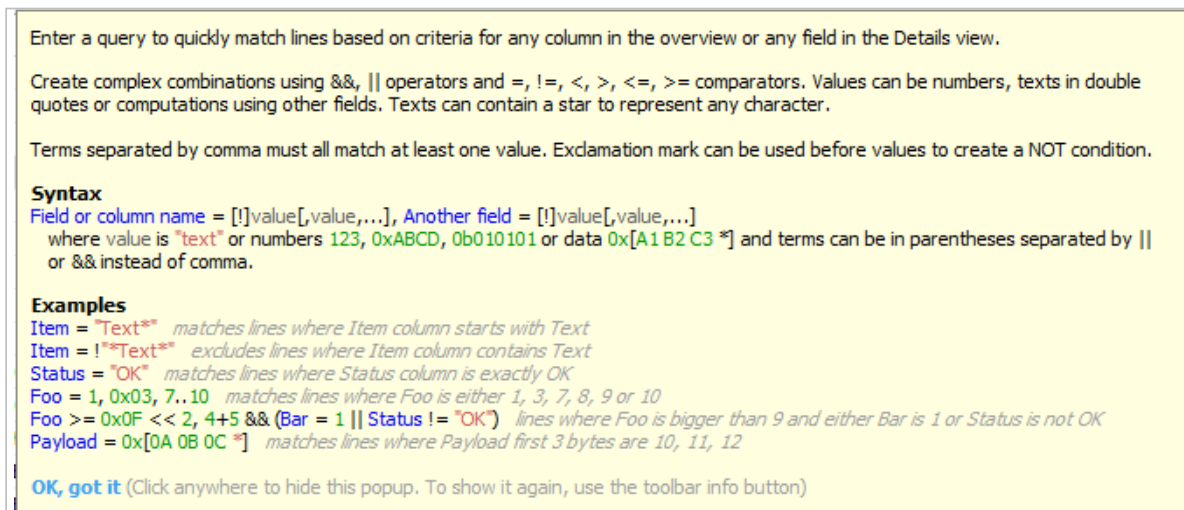 Enter a query to quickly match lines based on criteria for any column in the overview or any field in the Details view.
Create complex combinations using &&, || operators and =, !=, <, >, <=, >= comparators. Values can be numbers, texts in double
quotes or computations using other fields. Texts can contain a star to represent any character.
Terms separated by comma must all match at least one value. Exclamation mark can be used before values to create a NOT condition.
Syntax
Field or column name = [!]value[,value,...], Another field = [!]value[,value,...]
where value is "text" or numbers 123, 0xABCD, 0b010101 or data 0x[A1 B2 C3 *] and terms can be in parentheses separated by ||
or && instead of comma.
Examples
Item = "Text*" matches lines where Item column starts with Text
Item = !"*Text*" excludes lines where Item column contains Text
Status = "OK" matches lines where Status column is exactly OK
Foo = 1, 0x03, 7..10 matches lines where Foo is either 1, 3, 7, 8, 9 or 10
Foo >= 0x0F << 2, 4+5 && (Bar = 1 || Status != "OK") lines where Foo is bigger than 9 and either Bar is 1 or Status is not OK
Payload = 0x[0A 0B 0C *] matches lines where Payload first 3 bytes are 10, 11, 12
OK, got it (Click anywhere to hide this popup. To show it again, use the toolbar info button)